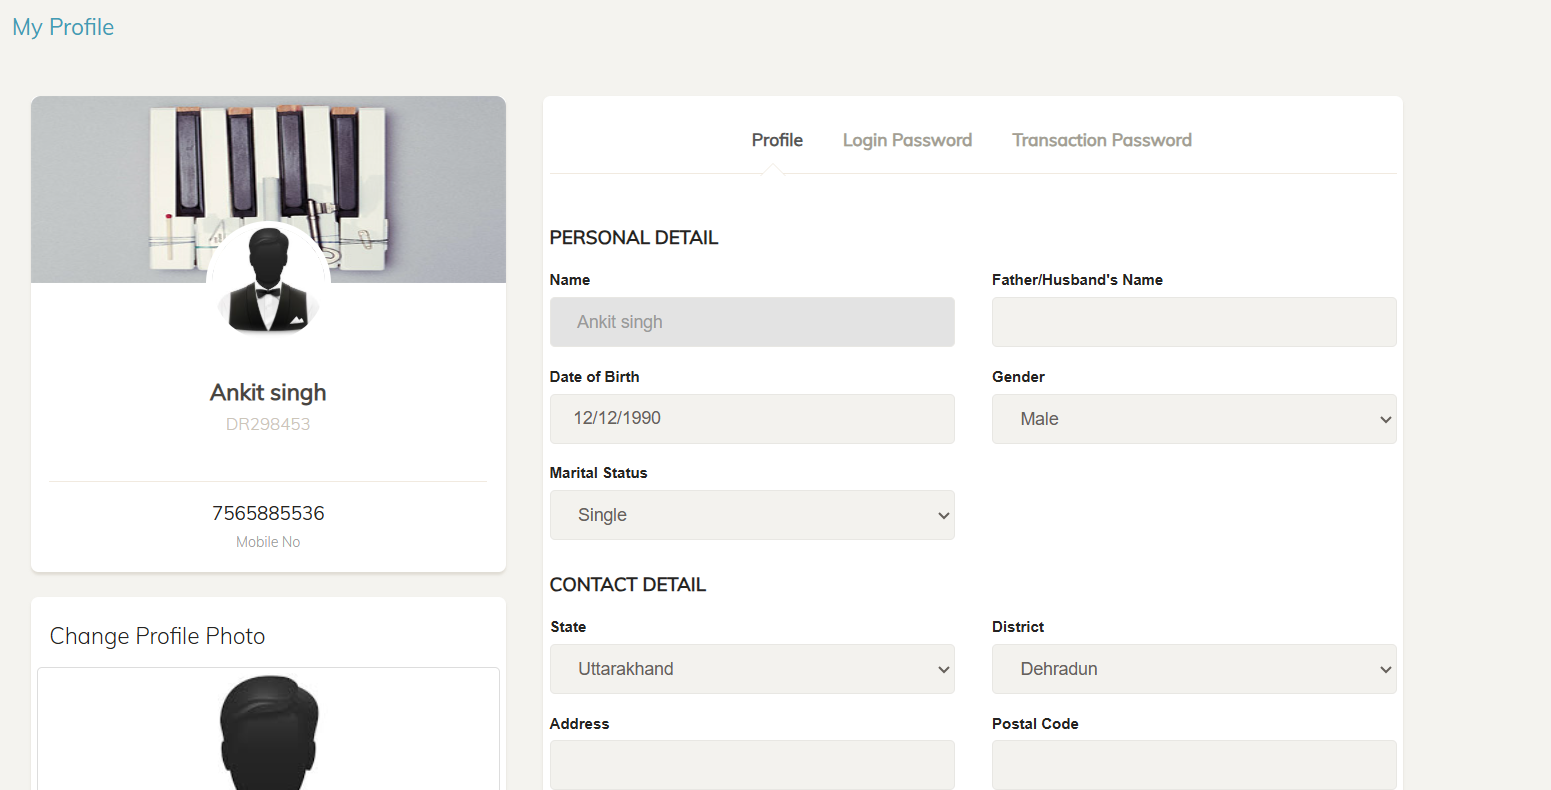 My Profile
Ankit singh
DR298453
7565885536
Mobile No
Change Profile Photo
Profile Login Password Transaction Password
PERSONAL DETAIL
Name Father/Husband's Name
Ankit singh
Date of Birth Gender
12/12/1990 Male
Marital Status
Single
CONTACT DETAIL
State District
Uttarakhand Dehradun
Address Postal Code